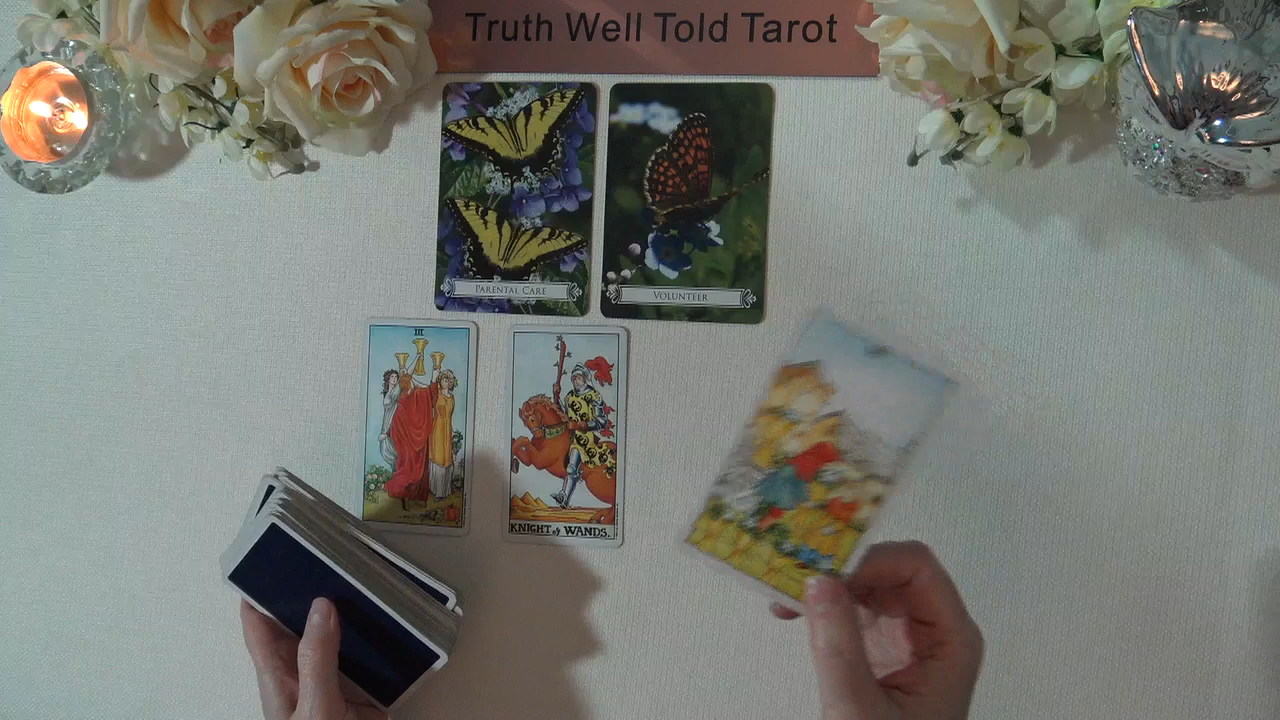 Truth Well Told Tarot
PARENTAL CARE
VOLUNTEER
III
KNIGHT of WANDS.